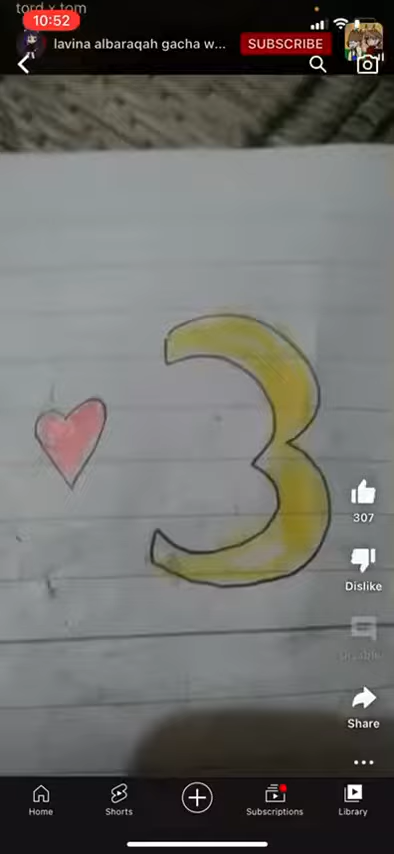 tord x tom
10:52
lavina albaraqah gacha w...
SUBSCRIBE
3
307
Dislike
Share
Home
Shorts
Subscriptions
Library